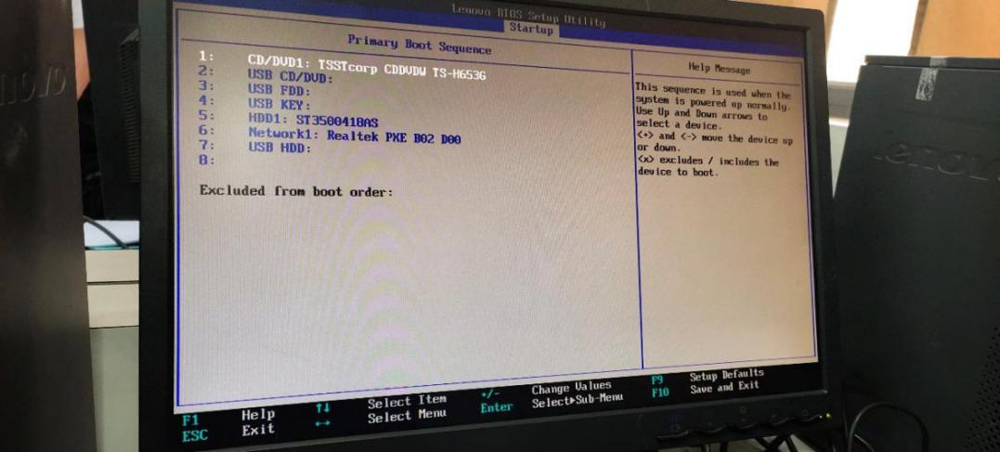 Lenovo BIOS Setup Utility
Startup
Primary Boot Sequence
1: CD/DVD1: TSSTcorp CDDVDW TS-H653G
2: USB CD/DVD:
3: USB FDD:
4: USB KEY:
5: HDD1: ST3500418AS
6: Network1: Realtek PXE B02 D00
7: USB HDD:
8:
Excluded from boot order:
Help Message
This sequence is used when the
system is powered up normally.
Use Up and Down arrows to
select a device.
<+> and <-> move the device up
or down.
<x> excludes / includes the
device to boot.
F1 Help ↑↓ Select Item +/- Change Values F9 Setup Defaults
ESC Exit ↔ Select Menu Enter Select▶Sub-Menu F10 Save and Exit
lenovo